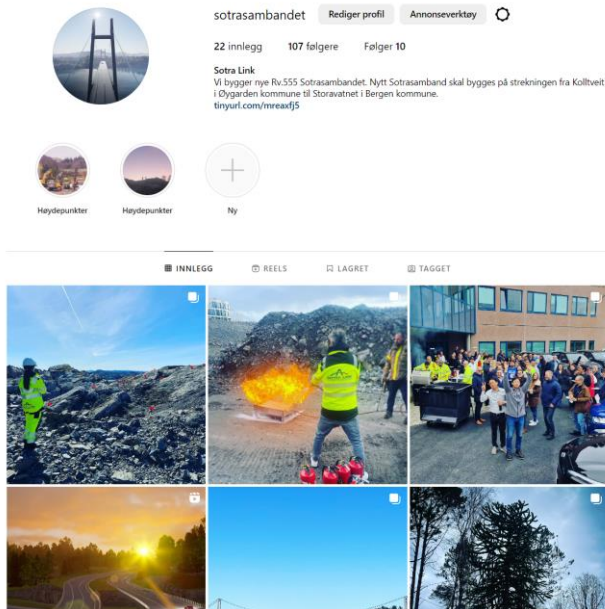 sotrasambandet Rediger profil Annonseverktøy
22 innlegg 107 følgere Følger 10
Sotra Link
Vi bygger nye Rv.555 Sotrasambandet. Nytt Sotrasamband skal bygges på strekningen fra Kolltveit
i Øygarden kommune til Storavatnet i Bergen kommune.
tinyurl.com/mreaxfj5
Høydepunkter Høydepunkter Ny
INNLEGG REELS LAGRET TAGGET